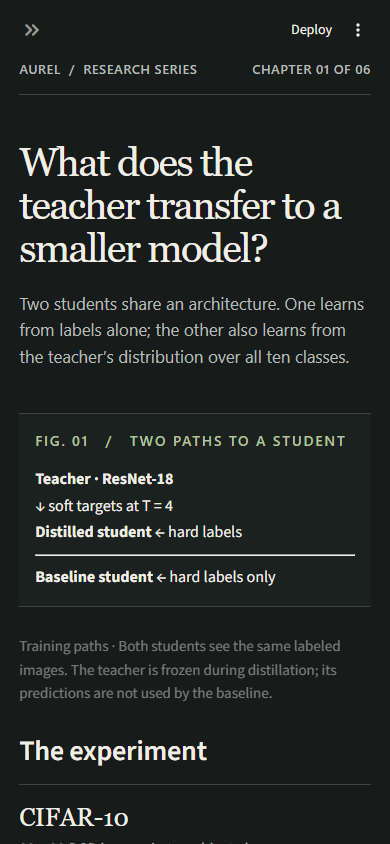 Deploy
AUREL / RESEARCH SERIES
CHAPTER 01 OF 06
What does the
teacher transfer to a
smaller model?
Two students share an architecture. One learns
from labels alone; the other also learns from
the teacher's distribution over all ten classes.
FIG. 01 / TWO PATHS TO A STUDENT
Teacher · ResNet-18
↓ soft targets at T = 4
Distilled student ← hard labels
Baseline student ← hard labels only
Training paths · Both students see the same labeled
images. The teacher is frozen during distillation; its
predictions are not used by the baseline.
The experiment
CIFAR-10